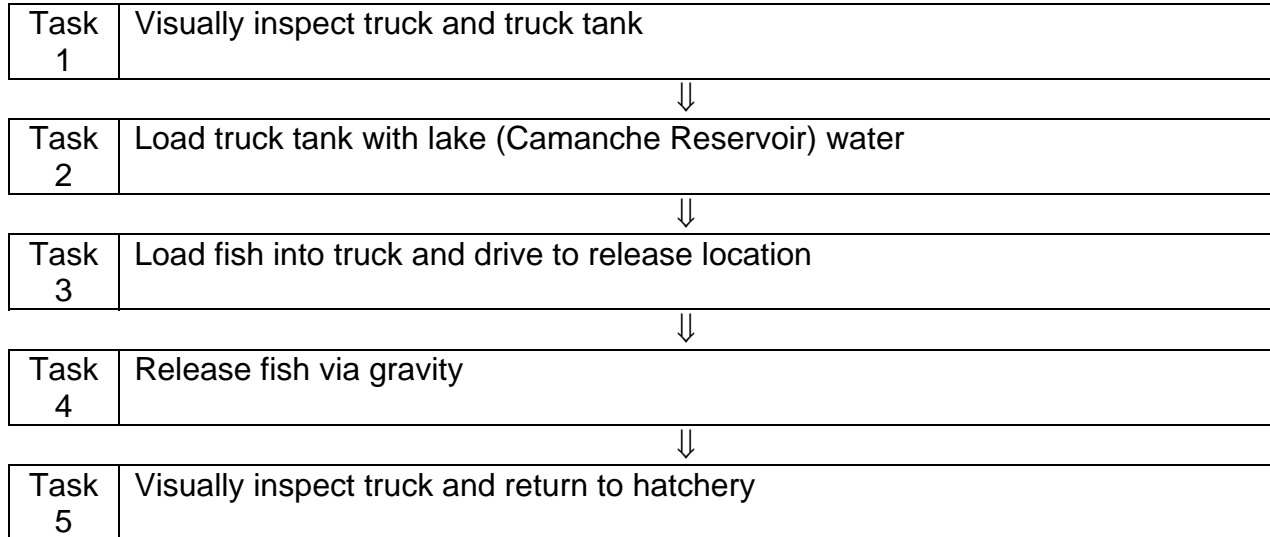 Task Visually inspect truck and truck tank
1
⇓
Task Load truck tank with lake (Camanche Reservoir) water
2
⇓
Task Load fish into truck and drive to release location
3
⇓
Task Release fish via gravity
4
⇓
Task Visually inspect truck and return to hatchery
5